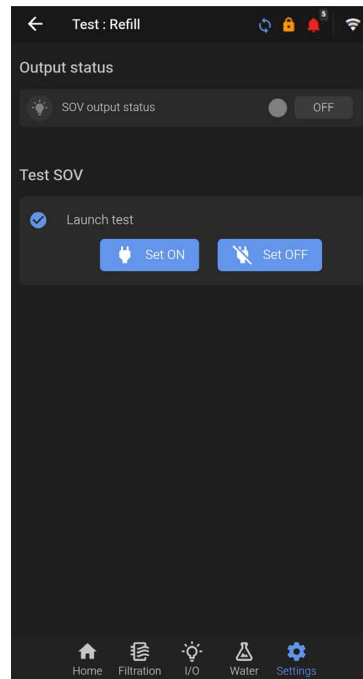 Test : Refill
5
Output status
SOV output status
OFF
Test SOV
Launch test
Set ON
Set OFF
Home
Filtration
I/O
Water
Settings